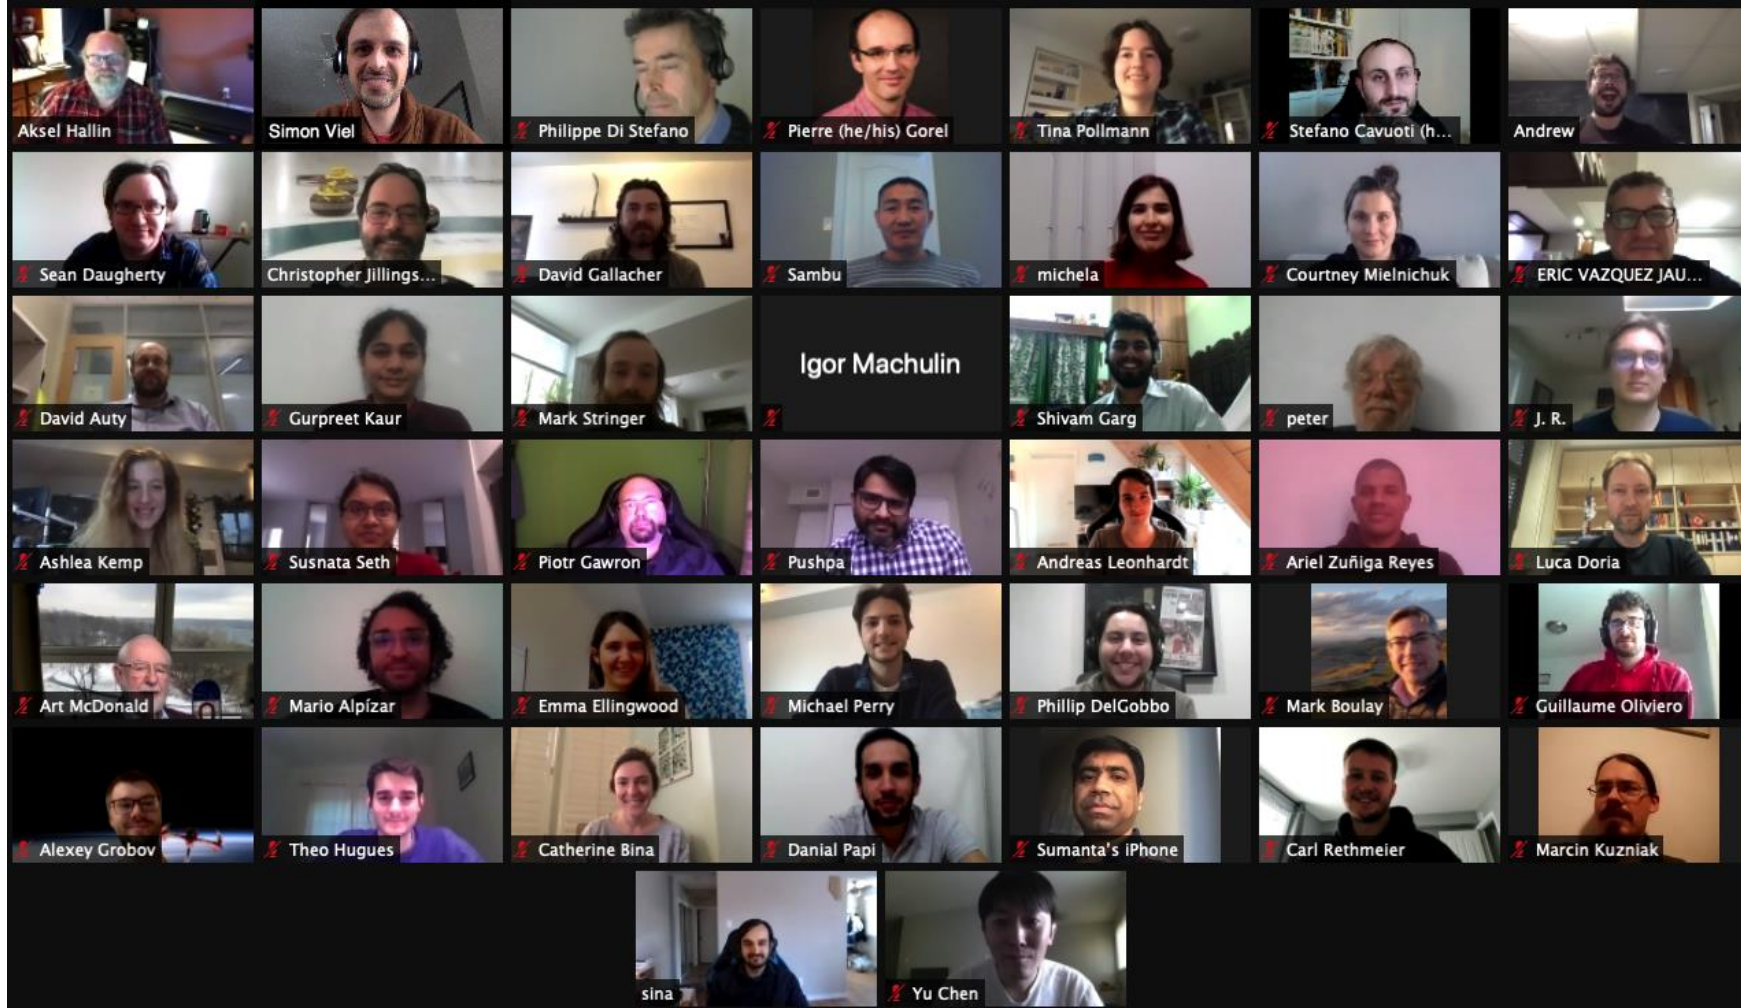 Aksel Hallin
Simon Viel
Philippe Di Stefano
Pierre (he/his) Gorel
Tina Pollmann
Stefano Cavuoti (h...
Andrew
Sean Daugherty
Christopher Jillings...
David Gallacher
Sambu
michela
Courtney Mielnichuk
ERIC VAZQUEZ JAU...
David Auty
Gurpreet Kaur
Mark Stringer
Igor Machulin
Shivam Garg
peter
J. R.
Ashlea Kemp
Susnata Seth
Piotr Gawron
Pushpa
Andreas Leonhardt
Ariel Zuñiga Reyes
Luca Doria
Art McDonald
Mario Alpízar
Emma Ellingwood
Michael Perry
Phillip DelGobbo
Mark Boulay
Guillaume Oliviero
Alexey Grobov
Theo Hugues
Catherine Bina
Danial Papi
Sumanta's iPhone
Carl Rethmeier
Marcin Kuzniak
sina
Yu Chen